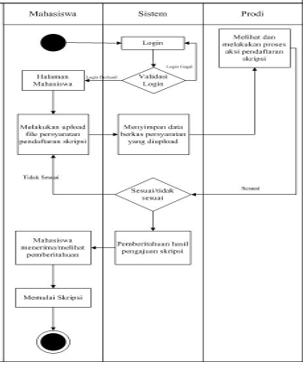 Mahasiswa
Sistem
Prodi
Login
Login Gagal
Login Berhasil
Validasi
Login
Halaman
Mahasiswa
Melihat dan
melakukan proses
aksi pendaftaran
skripsi
Melakukan upload
file persyaratan
pendaftaran skripsi
Menyimpan data
berkas persyaratan
yang diupload
Tidak Sesuai
Sesuai/tidak
sesuai
Sesuai
Mahasiswa
menerima/melihat
pemberitahuan
Pemberitahuan hasil
pengajuan skripsi
Memulai Skripsi